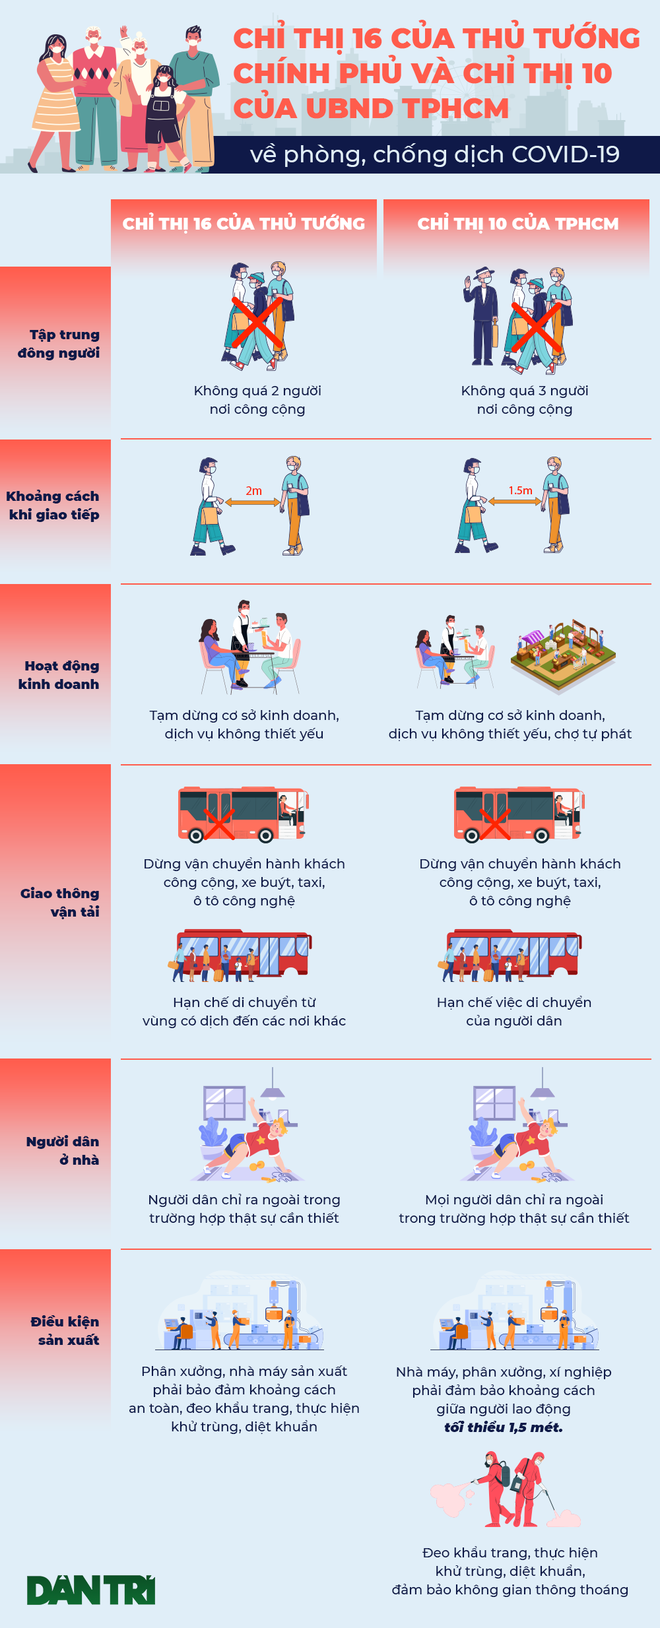 CHỈ THỊ 16 CỦA THỦ TƯỚNG
CHÍNH PHỦ VÀ CHỈ THỊ 10
CỦA UBND TPHCM
về phòng, chống dịch COVID-19
CHỈ THỊ 16 CỦA THỦ TƯỚNG
CHỈ THỊ 10 CỦA TPHCM
Tập trung
đông người
Không quá 2 người
nơi công cộng
Không quá 3 người
nơi công cộng
Khoảng cách
khi giao tiếp
2m
1.5m
Hoạt động
kinh doanh
Tạm dừng cơ sở kinh doanh,
dịch vụ không thiết yếu
Tạm dừng cơ sở kinh doanh,
dịch vụ không thiết yếu, chợ tự phát
Giao thông
vận tải
Dừng vận chuyển hành khách
công cộng, xe buýt, taxi,
ô tô công nghệ
Dừng vận chuyển hành khách
công cộng, xe buýt, taxi,
ô tô công nghệ
Hạn chế di chuyển từ
vùng có dịch đến các nơi khác
Hạn chế việc di chuyển
của người dân
Người dân
ở nhà
Người dân chỉ ra ngoài trong
trường hợp thật sự cần thiết
Mọi người dân chỉ ra ngoài
trong trường hợp thật sự cần thiết
Điều kiện
sản xuất
Phân xưởng, nhà máy sản xuất
phải bảo đảm khoảng cách
an toàn, đeo khẩu trang, thực hiện
khử trùng, diệt khuẩn
Nhà máy, phân xưởng, xí nghiệp
phải đảm bảo khoảng cách
giữa người lao động
tối thiểu 1,5 mét.
Đeo khẩu trang, thực hiện
khử trùng, diệt khuẩn,
đảm bảo không gian thông thoáng
DÂN TRÍ